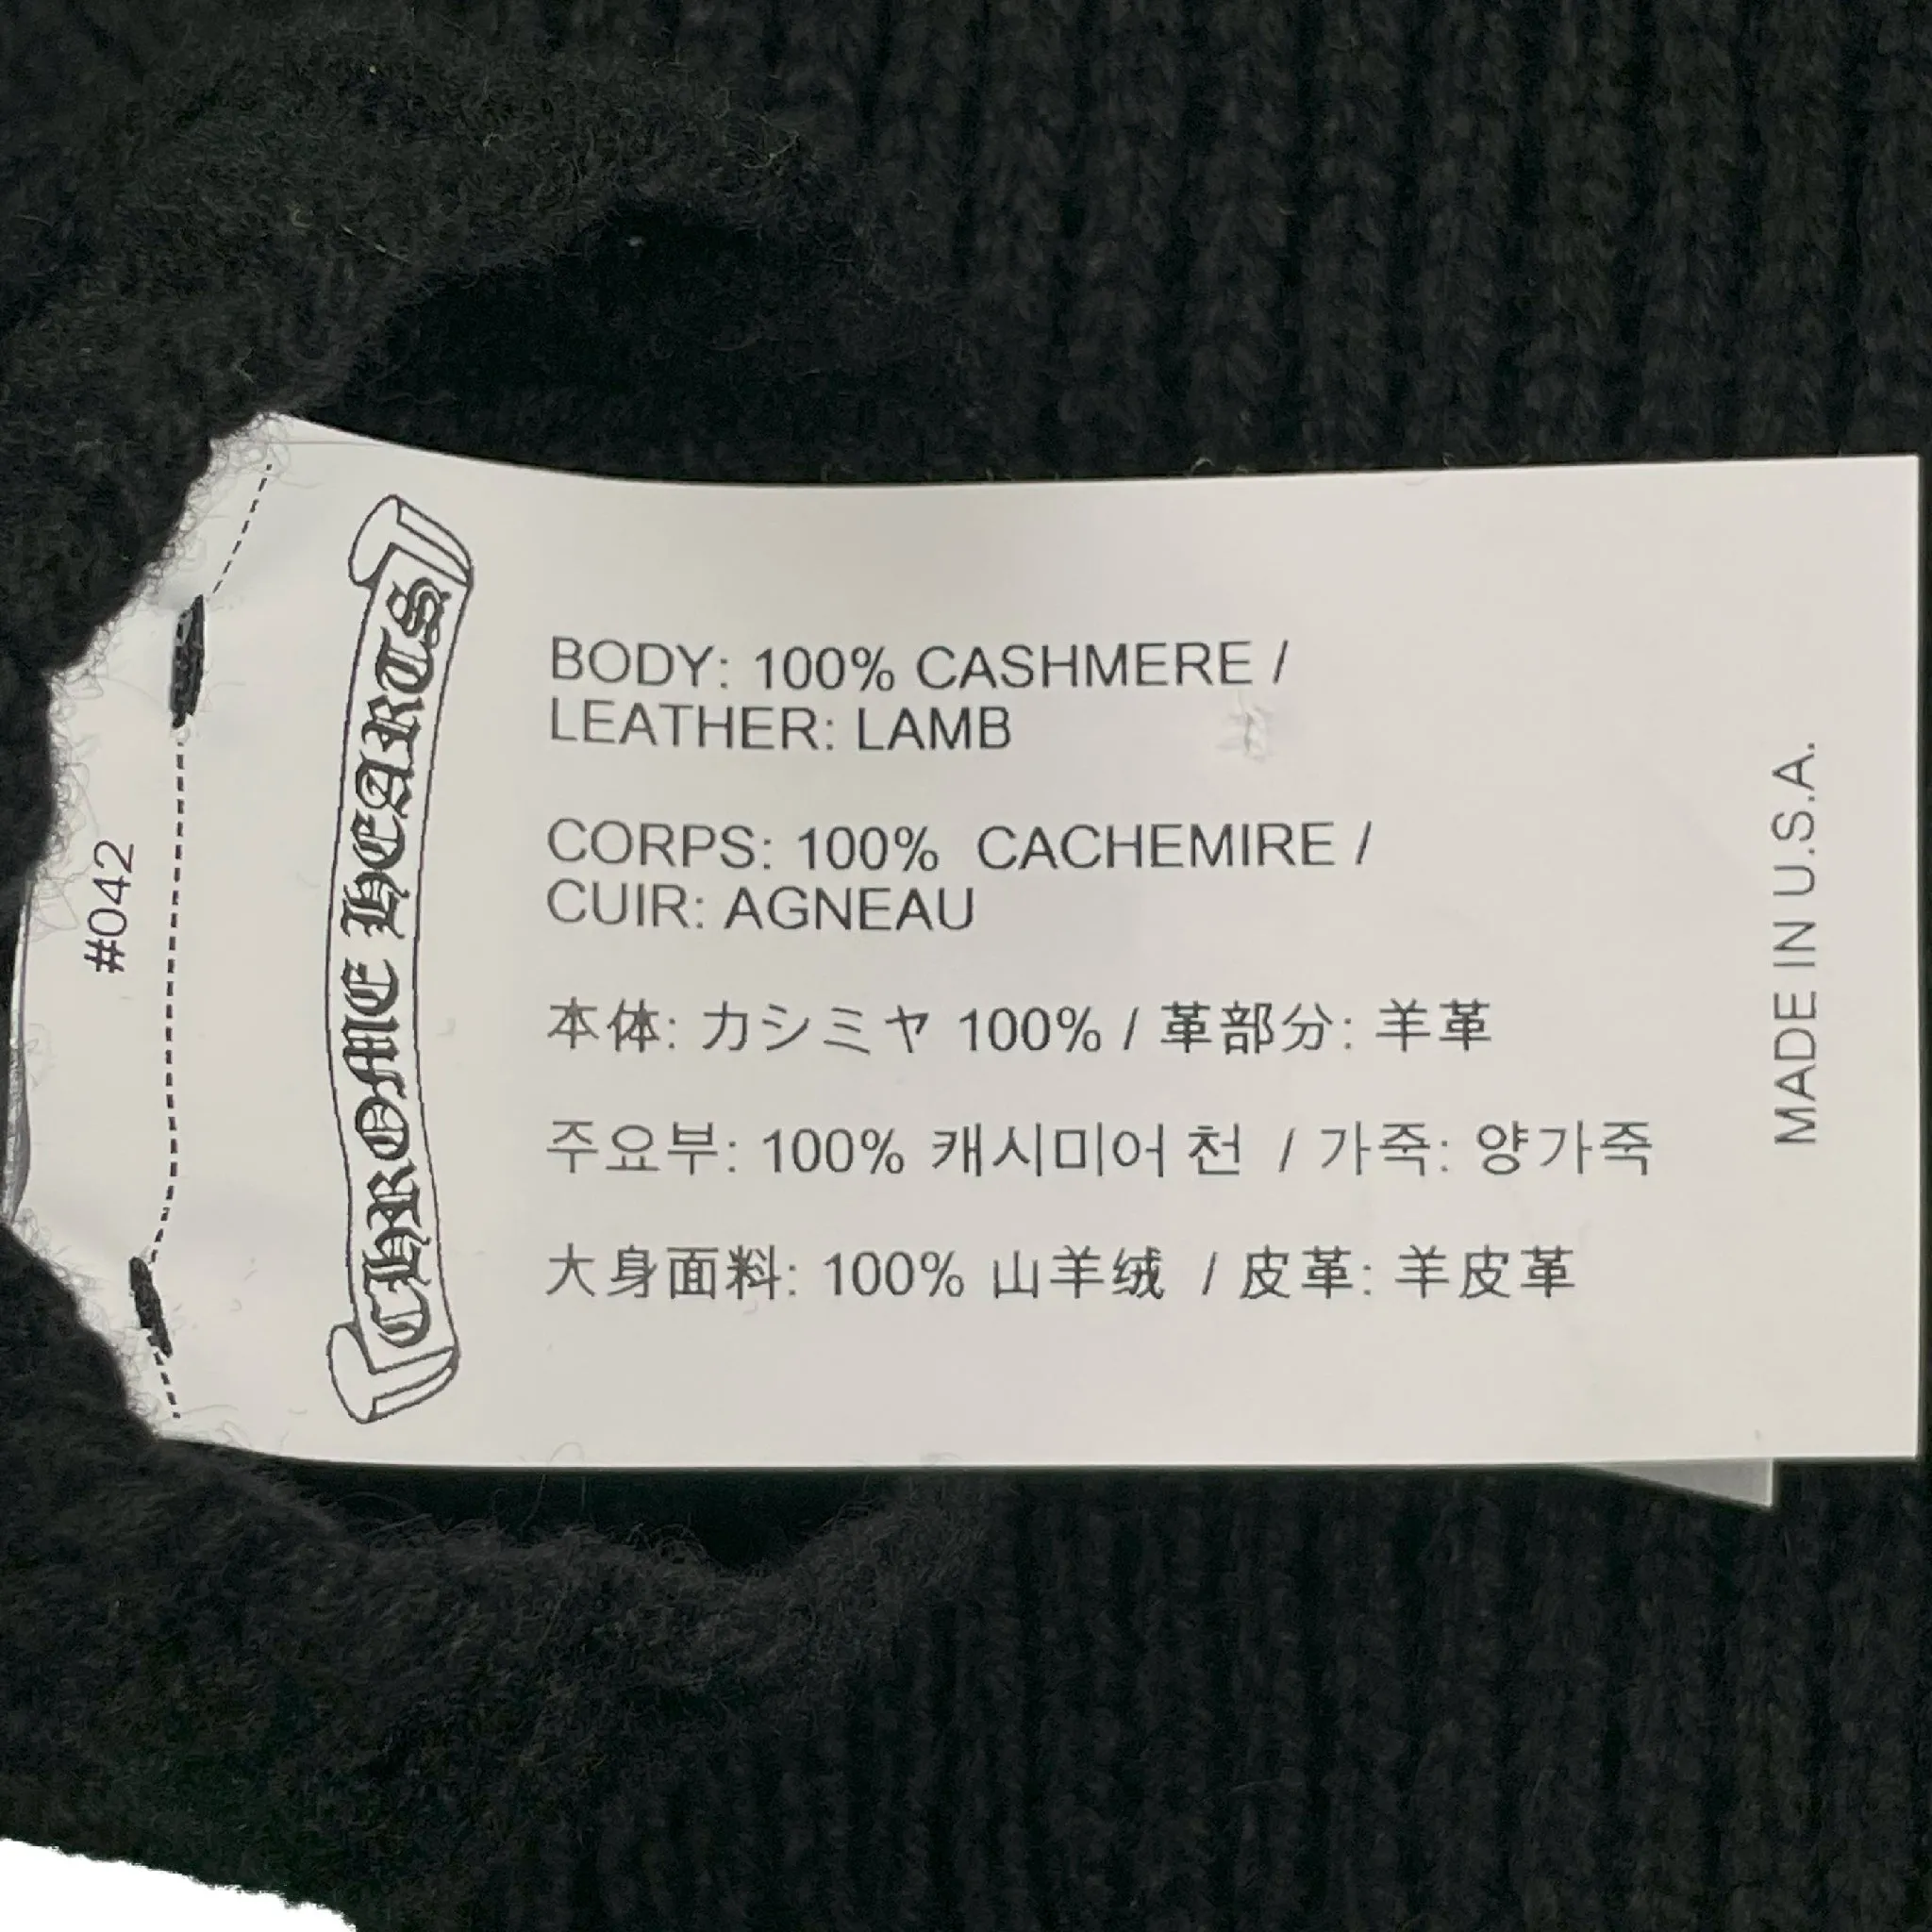 #042
CHROME HEARTS
BODY: 100% CASHMERE /
LEATHER: LAMB
CORPS: 100% CACHEMIRE /
CUIR: AGNEAU
本体: カシミヤ 100% / 革部分: 羊革
주요부: 100% 캐시미어 천 / 가죽: 양가죽
大身面料: 100% 山羊绒 / 皮革: 羊皮革
MADE IN U.S.A.